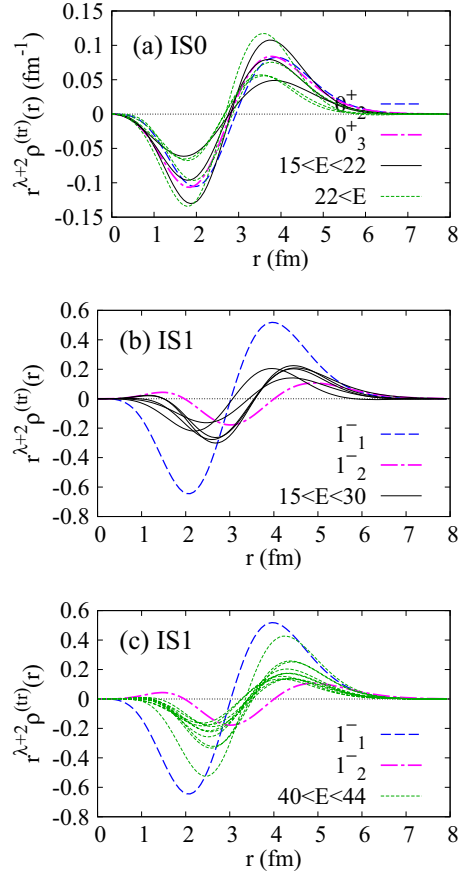 (a) IS0
r^{λ+2}ρ^{(tr)}(r) (fm^{-1})
0.15
0.1
0.05
0
-0.05
-0.1
-0.15
0^+_2
0^+_3
15<E<22
22<E
0 1 2 3 4 5 6 7 8
r (fm)
(b) IS1
r^{λ+2}ρ^{(tr)}(r)
0.6
0.4
0.2
0
-0.2
-0.4
-0.6
-0.8
1^-_1
1^-_2
15<E<30
0 1 2 3 4 5 6 7 8
r (fm)
(c) IS1
r^{λ+2}ρ^{(tr)}(r)
0.6
0.4
0.2
0
-0.2
-0.4
-0.6
-0.8
1^-_1
1^-_2
40<E<44
0 1 2 3 4 5 6 7 8
r (fm)